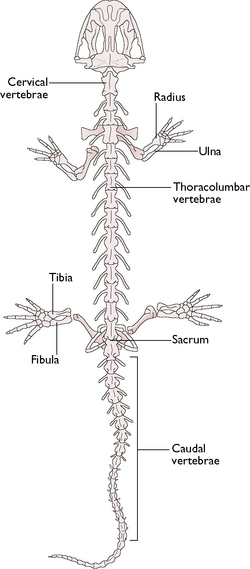 Cervical
vertebrae
Radius
Ulna
Thoracolumbar
vertebrae
Tibia
Fibula
Sacrum
Caudal
vertebrae